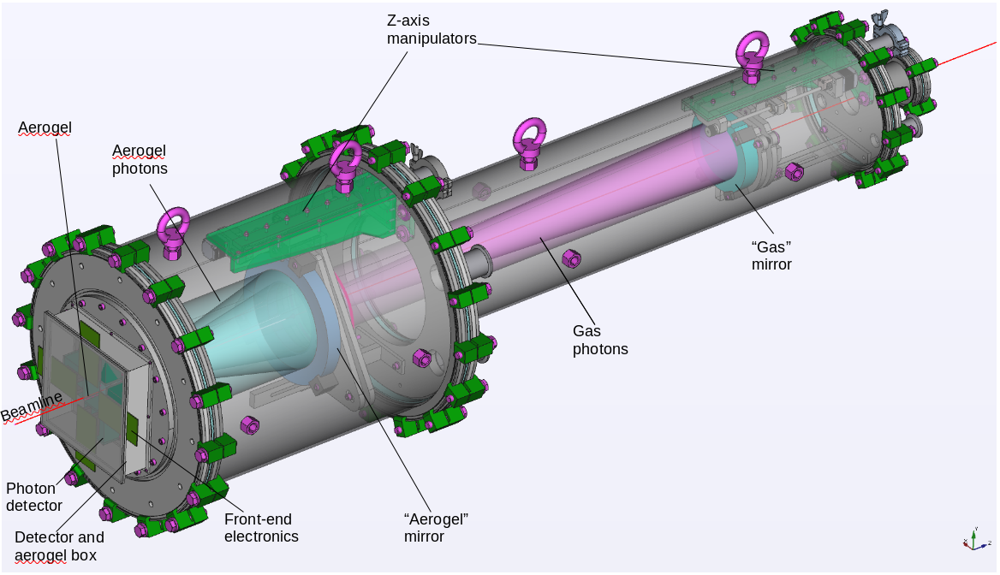 Z-axis
manipulators
Aerogel
Aerogel
photons
"Gas"
mirror
Gas
photons
Beamline
Photon
detector
Detector and
aerogel box
Front-end
electronics
"Aerogel"
mirror
Y
X
Z